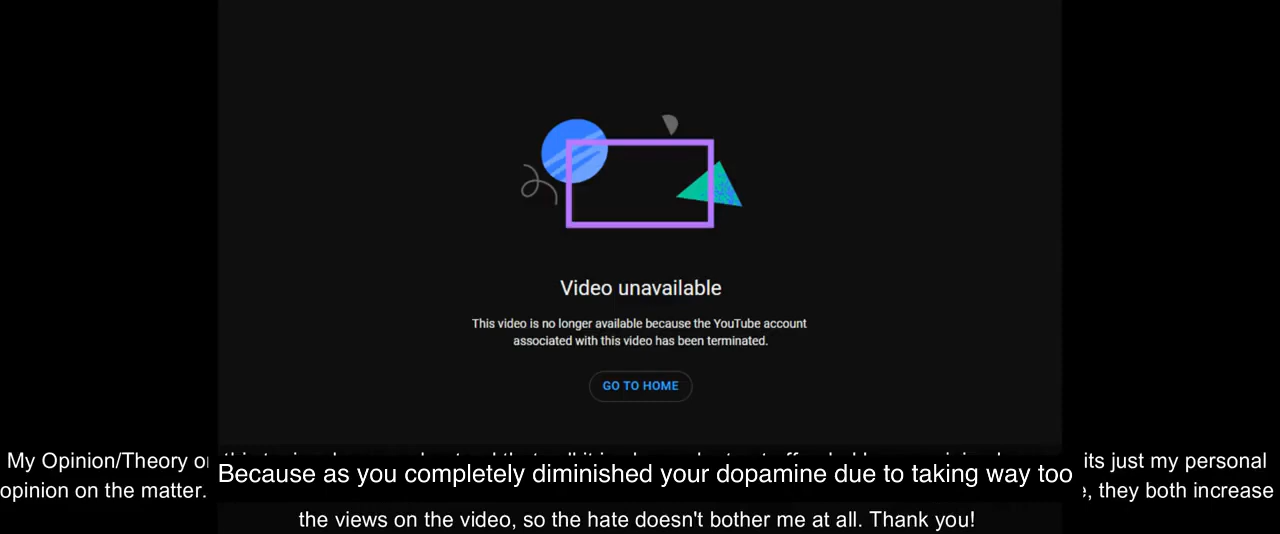 Video unavailable
This video is no longer available because the YouTube account
associated with this video has been terminated.
GO TO HOME
My Opinion/Theory its just my personal
Because as you completely diminished your dopamine due to taking way too
opinion on the matter. they both increase
the views on the video, so the hate doesn't bother me at all. Thank you!